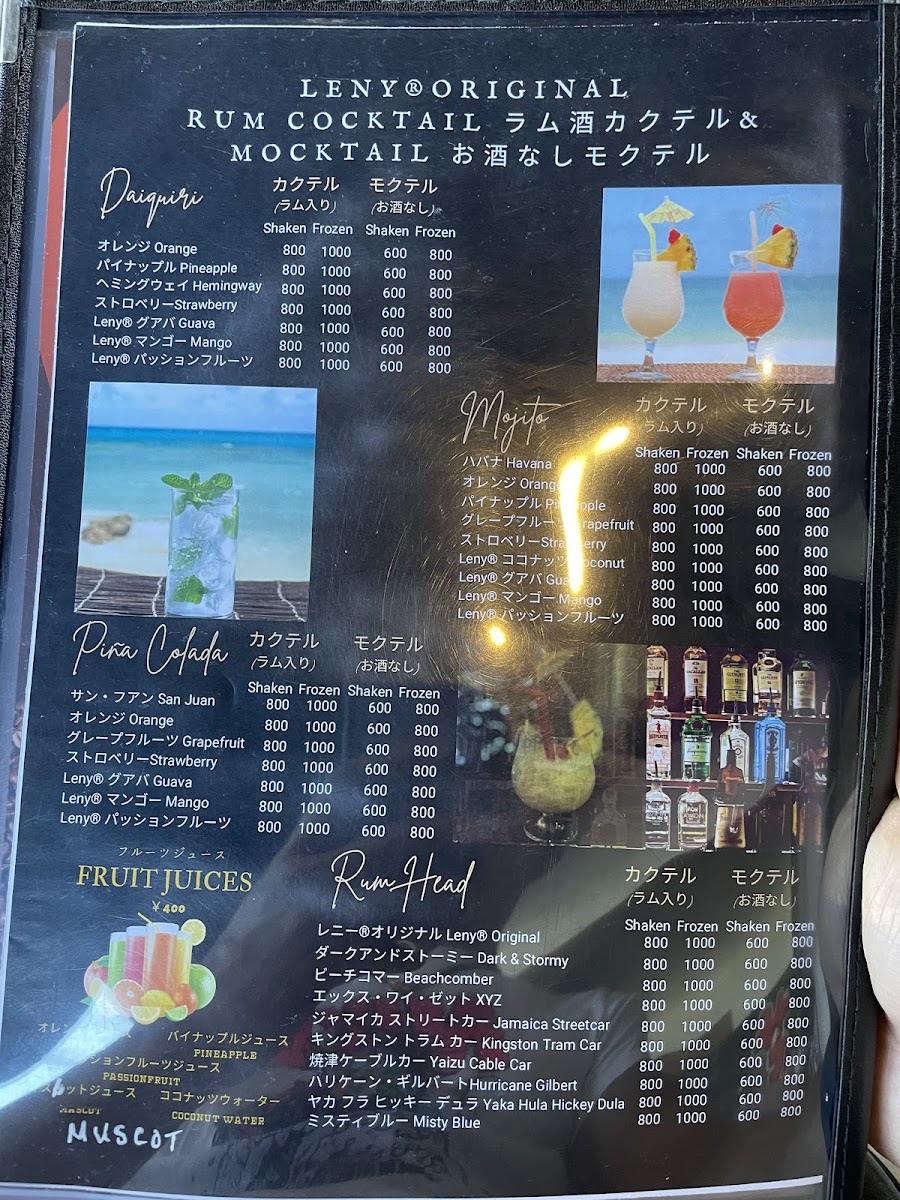 LENY®ORIGINAL
RUM COCKTAIL ラム酒カクテル&
MOCKTAIL お酒なしモクテル
Daiquiri
カクテル モクテル
(ラム入り) (お酒なし)
Shaken Frozen Shaken Frozen
オレンジ Orange 800 1000 600 800
パイナップル Pineapple 800 1000 600 800
ヘミングウェイ Hemingway 800 1000 600 800
ストロベリーStrawberry 800 1000 600 800
Leny® グアバ Guava 800 1000 600 800
Leny® マンゴー Mango 800 1000 600 800
Leny® パッションフルーツ 800 1000 600 800
Mojito
カクテル モクテル
ラム入り) (お酒なし)
Shaken Frozen Shaken Frozen
ハバナ Havana 800 1000 600 800
オレンジ Orange 800 1000 600 800
パイナップル 800 1000 600 800
800 1000 600 800
ストロベリー 800 1000 600 800
Leny® ココナッツ 800 1000 600 800
Leny® グアバ 800 1000 600 800
Leny® マンゴー Mango 800 1000 600 800
Leny® パッションフルーツ 800 1000 600 800
Piña Colada
カクテル モクテル
(ラム入り) (お酒なし)
Shaken Frozen Shaken Frozen
サン・フアン San Juan 800 1000 600 800
オレンジ Orange 800 1000 600 800
グレープフルーツ Grapefruit 800 1000 600 800
ストロベリーStrawberry 800 1000 600 800
Leny® グアバ Guava 800 1000 600 800
Leny® マンゴー Mango 800 1000 600 800
Leny® パッションフルーツ 800 1000 600 800
フルーツジュース
FRUIT JUICES
￥400
パイナップルジュース
PINEAPPLE
PASSIONFRUIT
ココナッツウォーター
COCONUT WATER
MUSCOT
Rum Head
カクテル モクテル
(ラム入り) (お酒なし)
Shaken Frozen Shaken Frozen
レニー®オリジナル Leny® Original 800 1000 600 800
ダークアンドストーミー Dark & Stormy 800 1000 600 800
ビーチコマー Beachcomber 800 1000 600 800
エックス・ワイ・ゼット XYZ 800 1000 600 800
ジャマイカ ストリートカー Jamaica Streetcar 800 1000 600 800
キングストン トラム カー Kingston Tram Car 800 1000 600 800
焼津ケーブルカー Yaizu Cable Car 800 1000 600 800
ハリケーン・ギルバートHurricane Gilbert 800 1000 600 800
ヤカ フラ ヒッキー デュラ Yaka Hula Hickey Dula 800 1000 600 800
ミスティブルー Misty Blue 800 1000 600 800